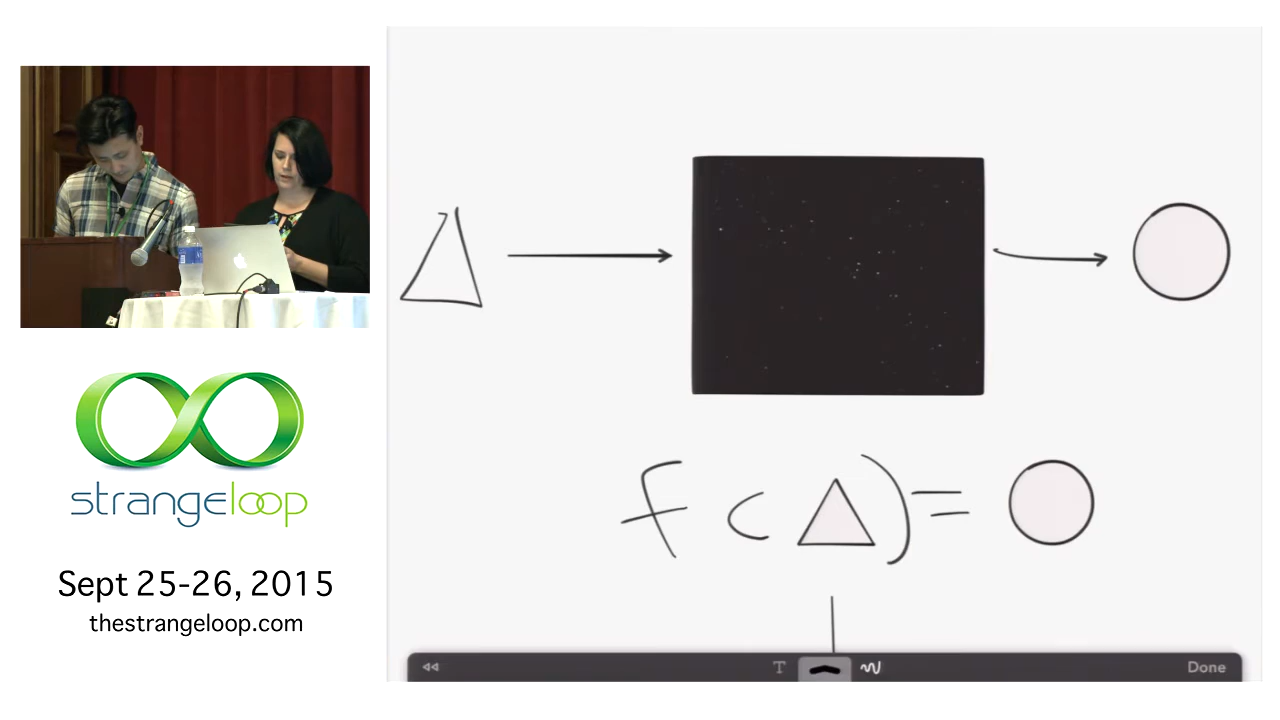 f ( △ ) = ○
strangeloop
Sept 25-26, 2015
thestrangeloop.com
T
Done